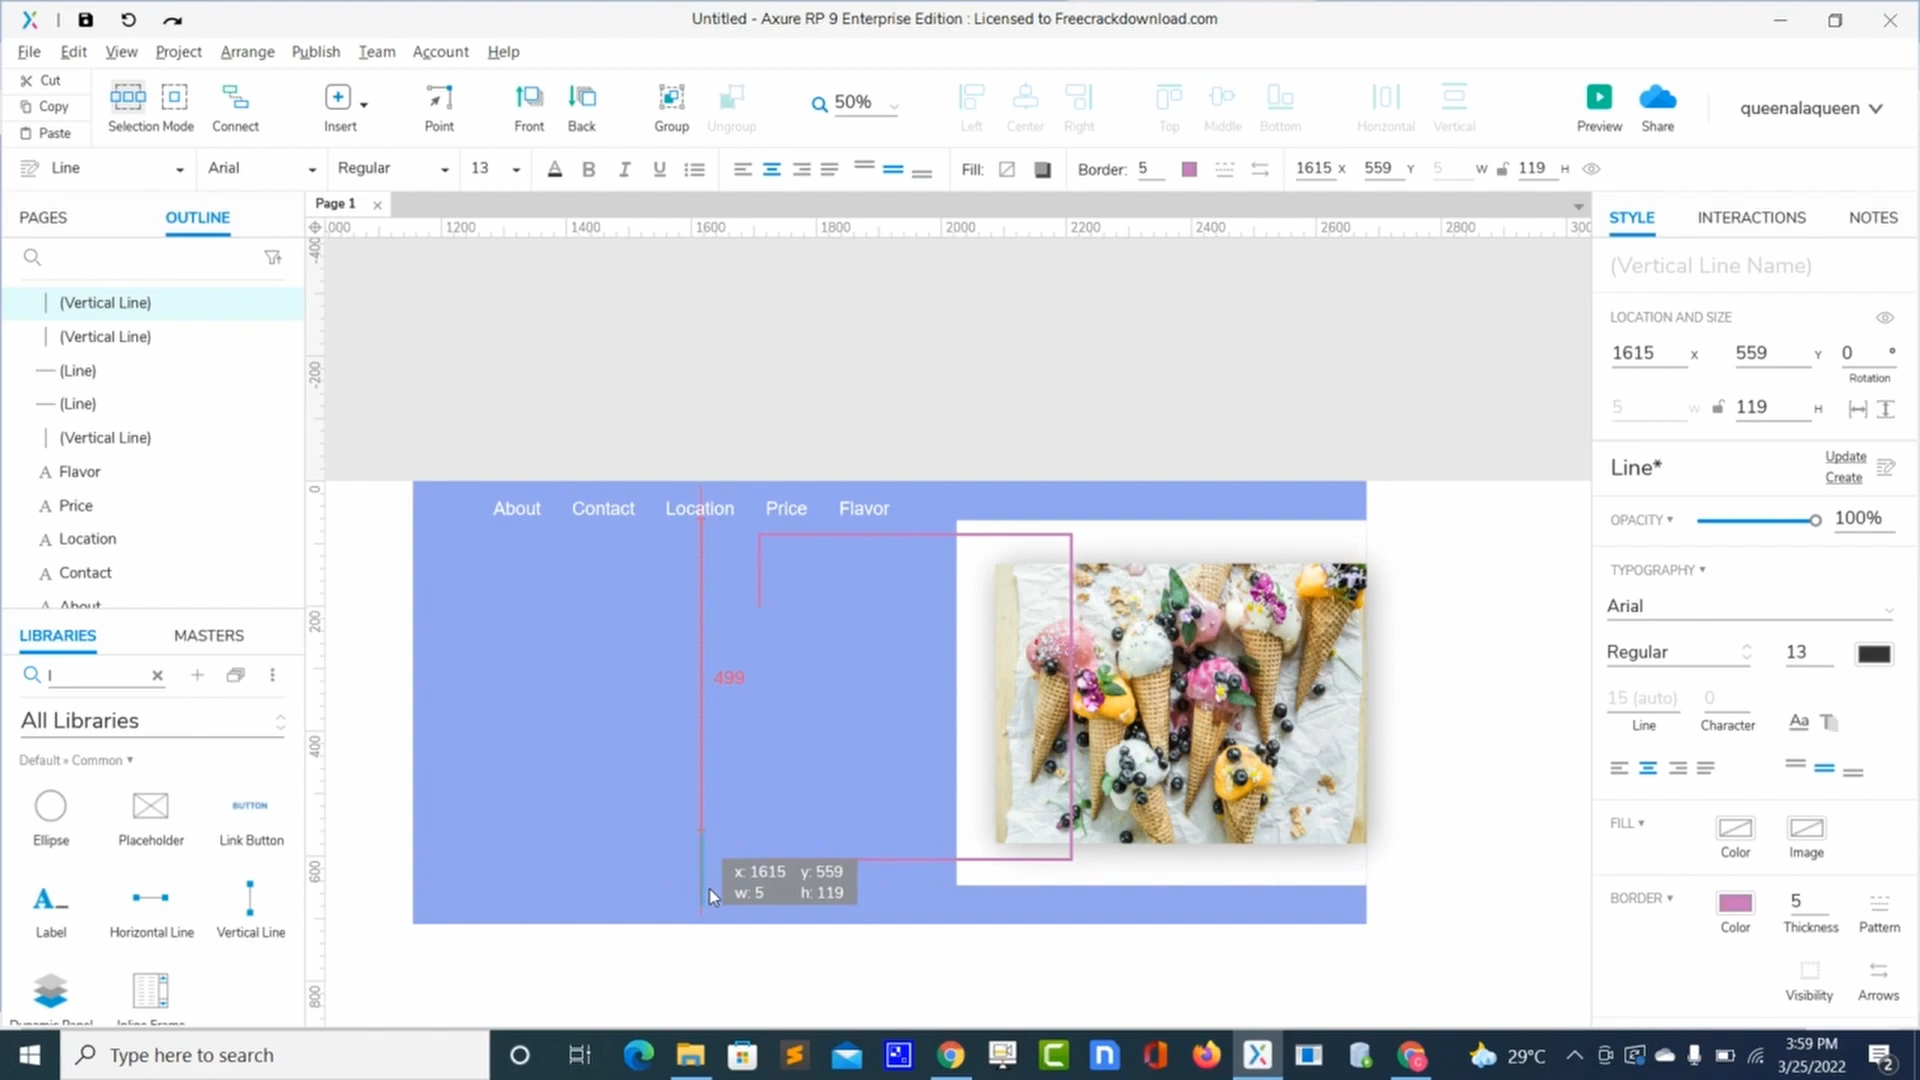 Untitled - Axure RP 9 Enterprise Edition : Licensed to Freecrackdownload.com
File Edit View Project Arrange Publish Team Account Help
Cut
Copy
Paste
Selection Mode Connect Insert Point Front Back Group Ungroup
50%
Left Center Right Top Middle Bottom Horizontal Vertical
Preview Share
queenalaqueen
Line Arial Regular 13
Fill: Border: 5
1615 X 559 Y 5 W 119 H
PAGES OUTLINE
Page 1
000 1200 1400 1600 1800 2000 2200 2400 2600 2800 300
-400
-200
0
200
400
600
800
(Vertical Line)
(Vertical Line)
(Line)
(Line)
(Vertical Line)
A Flavor
A Price
A Location
A Contact
A About
LIBRARIES MASTERS
l
All Libraries
Default » Common
Ellipse Placeholder
BUTTON
Link Button
A
Label Horizontal Line Vertical Line
Dynamic Panel Inline Frame
About Contact Location Price Flavor
499
x: 1615 y: 559
w: 5 h: 119
STYLE INTERACTIONS NOTES
(Vertical Line Name)
LOCATION AND SIZE
1615 X 559 Y 0 °
Rotation
5 W 119 H
Line*
Update
Create
OPACITY 100%
TYPOGRAPHY
Arial
Regular 13
15 (auto) 0
Line Character
Aa T
FILL
Color Image
BORDER
5
Color Thickness Pattern
Visibility Arrows
Type here to search
29°C
3:59 PM
3/25/2022
2